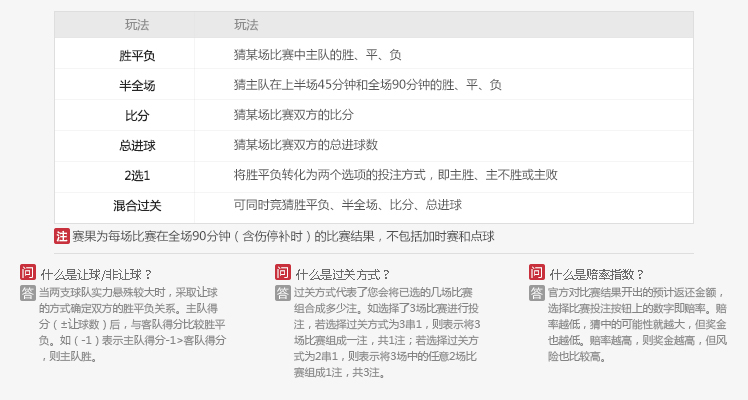 玩法 玩法
胜平负 猜某场比赛中主队的胜、平、负
半全场 猜主队在上半场45分钟和全场90分钟的胜、平、负
比分 猜某场比赛双方的比分
总进球 猜某场比赛双方的总进球数
2选1 将胜平负转化为两个选项的投注方式，即主胜、主不胜或主败
混合过关 可同时竞猜胜平负、半全场、比分、总进球
注 赛果为每场比赛在全场90分钟（含伤停补时）的比赛结果，不包括加时赛和点球
问 什么是让球/非让球？
答 当两支球队实力悬殊较大时，采取让球
的方式确定双方的胜平负关系。主队得
分（±让球数）后，与客队得分比较胜平
负。如（-1）表示主队得分-1>客队得分
，则主队胜。
问 什么是过关方式？
答 过关方式代表了您会将已选的几场比赛
组合成多少注。如选择了3场比赛进行投
注，若选择过关方式为3串1，则表示将3
场比赛组成一注，共1注；若选择过关方
式为2串1，则表示将3场中的任意2场比
赛组成1注，共3注。
问 什么是赔率指数？
答 官方对比赛结果开出的预计返还金额，
选择比赛投注按钮上的数字即赔率。赔
率越低，猜中的可能性就越大，但奖金
也越低。赔率越高，则奖金越高，但风
险也比较高。